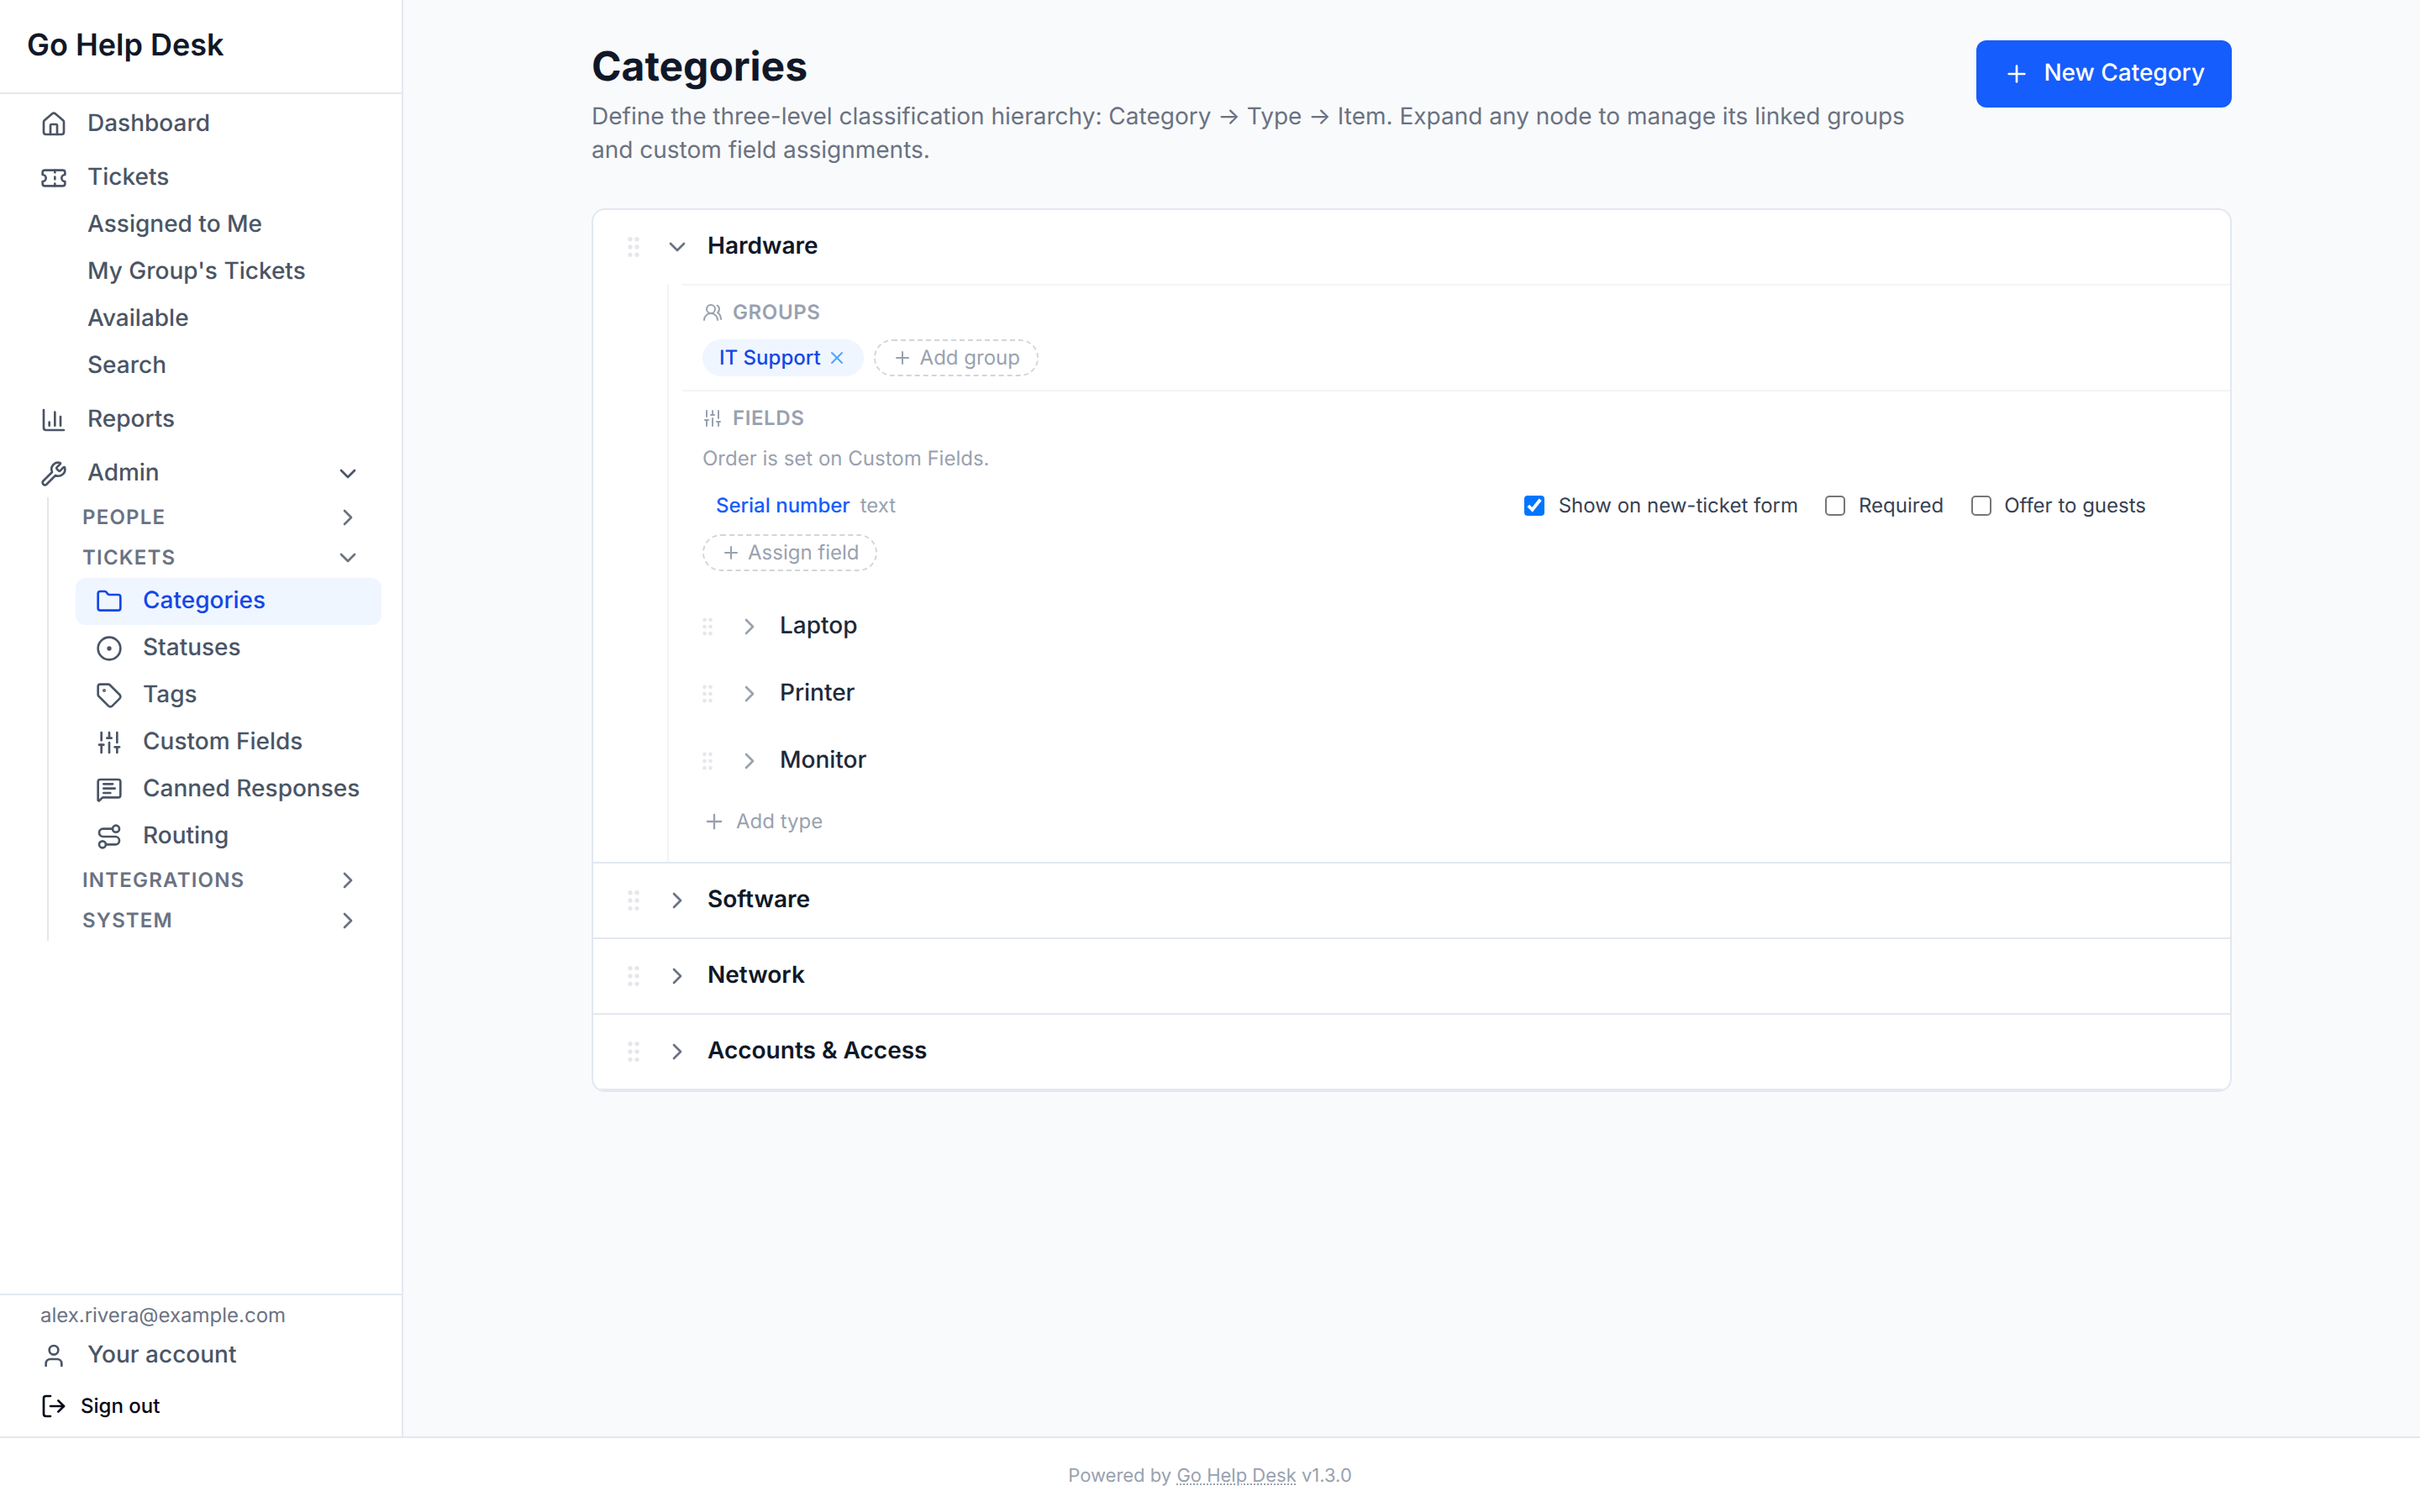 Go Help Desk
Dashboard
Tickets
Assigned to Me
My Group's Tickets
Available
Search
Reports
Admin
PEOPLE
TICKETS
Categories
Statuses
Tags
Custom Fields
Canned Responses
Routing
INTEGRATIONS
SYSTEM
alex.rivera@example.com
Your account
Sign out
Categories
New Category
Define the three-level classification hierarchy: Category → Type → Item. Expand any node to manage its linked groups
and custom field assignments.
Hardware
GROUPS
IT Support
Add group
FIELDS
Order is set on Custom Fields.
Serial number text
Show on new-ticket form Required Offer to guests
Assign field
Laptop
Printer
Monitor
Add type
Software
Network
Accounts & Access
Powered by Go Help Desk v1.3.0